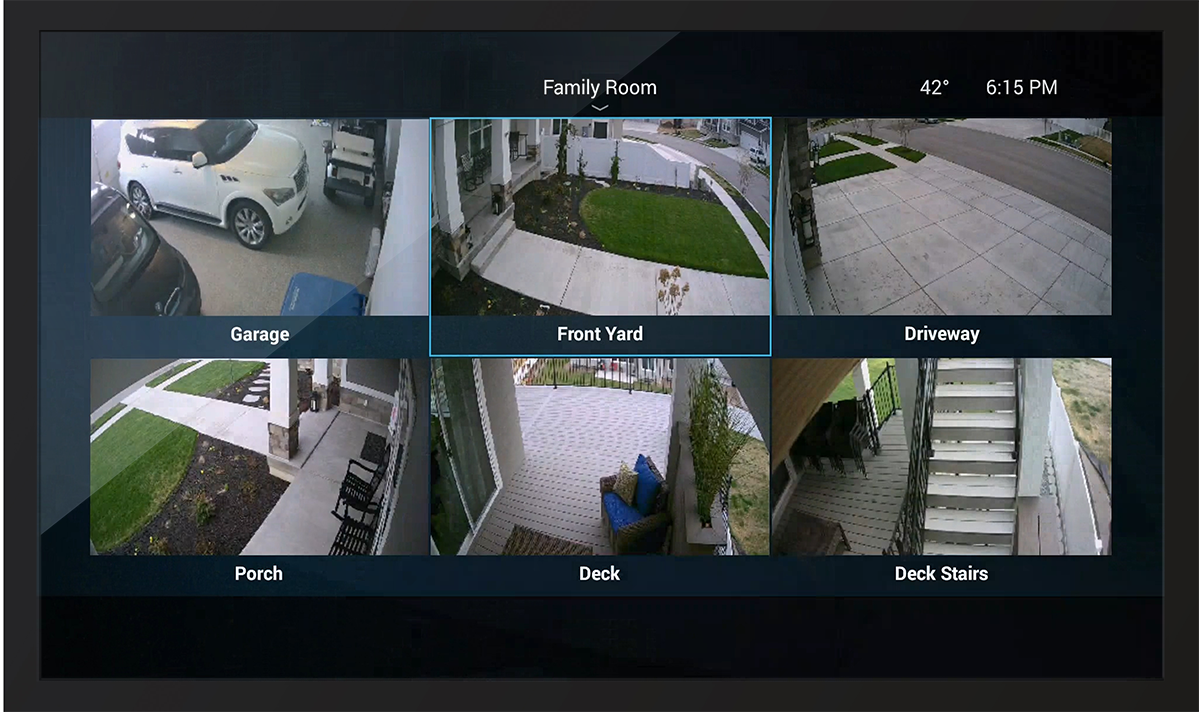 Family Room
42° 6:15 PM
Garage
Front Yard
Driveway
Porch
Deck
Deck Stairs